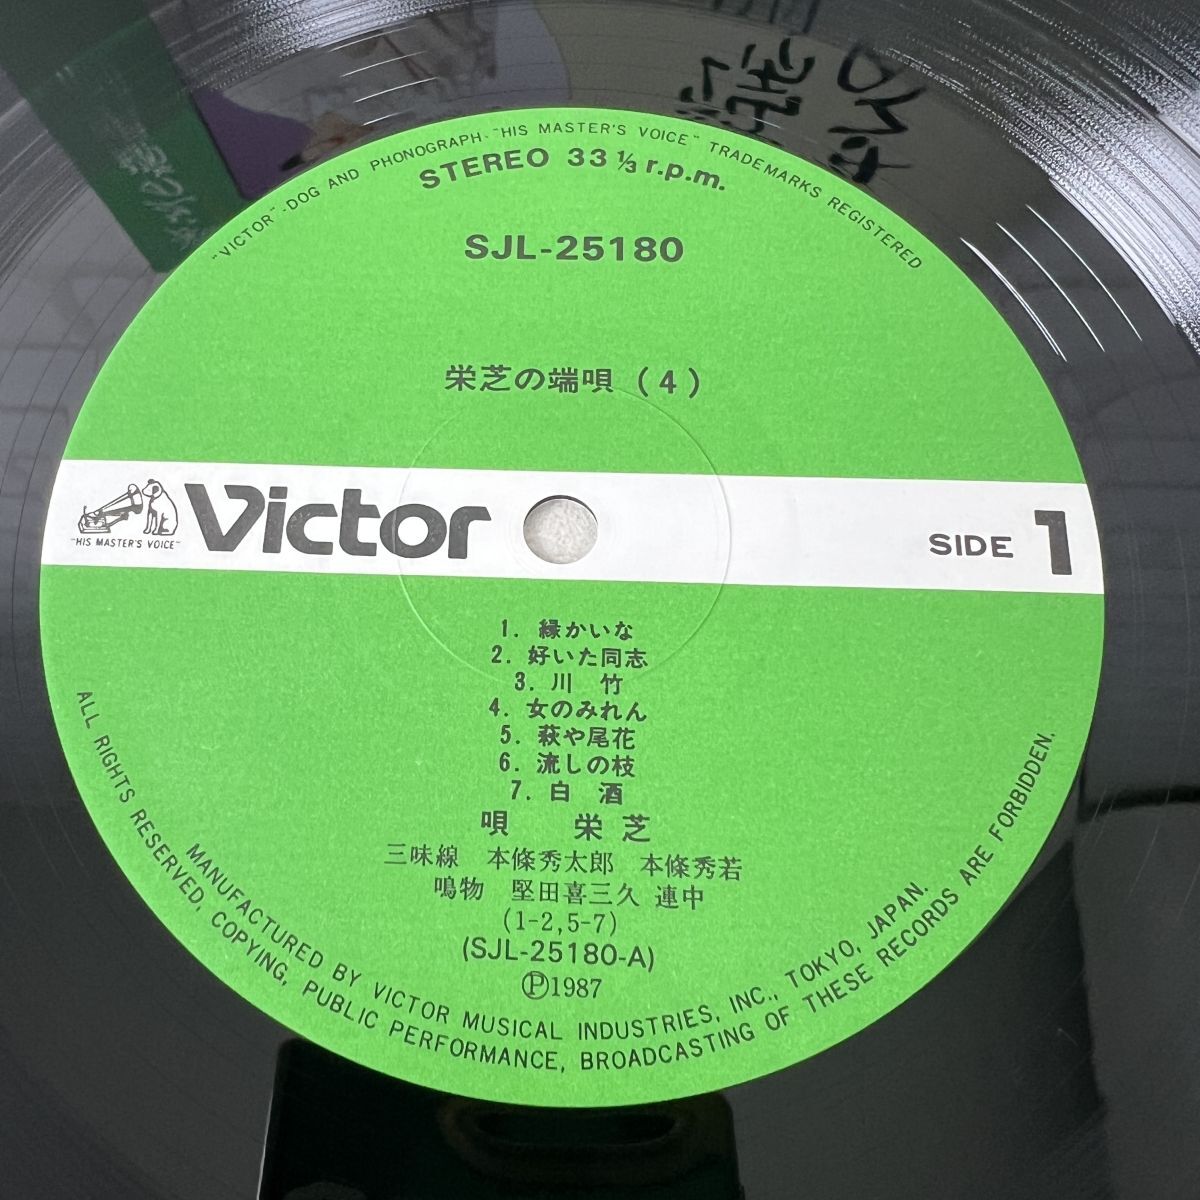 "VICTOR"-DOG AND PHONOGRAPH-"HIS MASTER'S VOICE" TRADEMARKS REGISTERED
STEREO 33 1/3 r.p.m.
SJL-25180
栄芝の端唄(4)
"HIS MASTER'S VOICE"
Victor
SIDE 1
1. 縁かいな
2. 好いた同志
3. 川 竹
4. 女のみれん
5. 萩や尾花
6. 流しの枝
7. 白 酒
唄 栄芝
三味線 本條秀太郎 本條秀若
鳴物 堅田喜三久 連中
(1-2,5-7)
(SJL-25180-A)
Ⓟ1987
MANUFACTURED BY VICTOR MUSICAL INDUSTRIES, INC., TOKYO, JAPAN.
ALL RIGHTS RESERVED, COPYING, PUBLIC PERFORMANCE, BROADCASTING OF THESE RECORDS ARE FORBIDDEN.